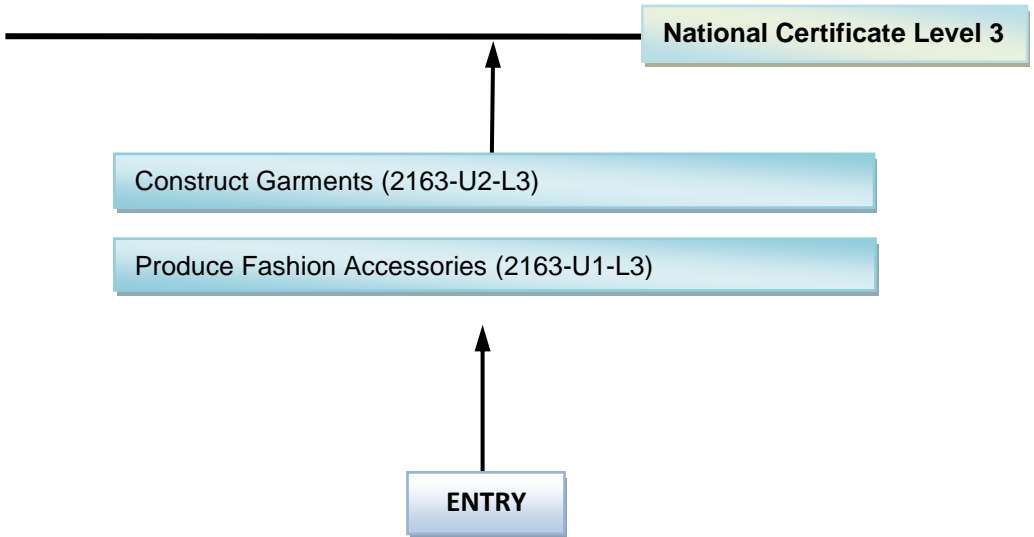 National Certificate Level 3
Construct Garments (2163-U2-L3)
Produce Fashion Accessories (2163-U1-L3)
ENTRY